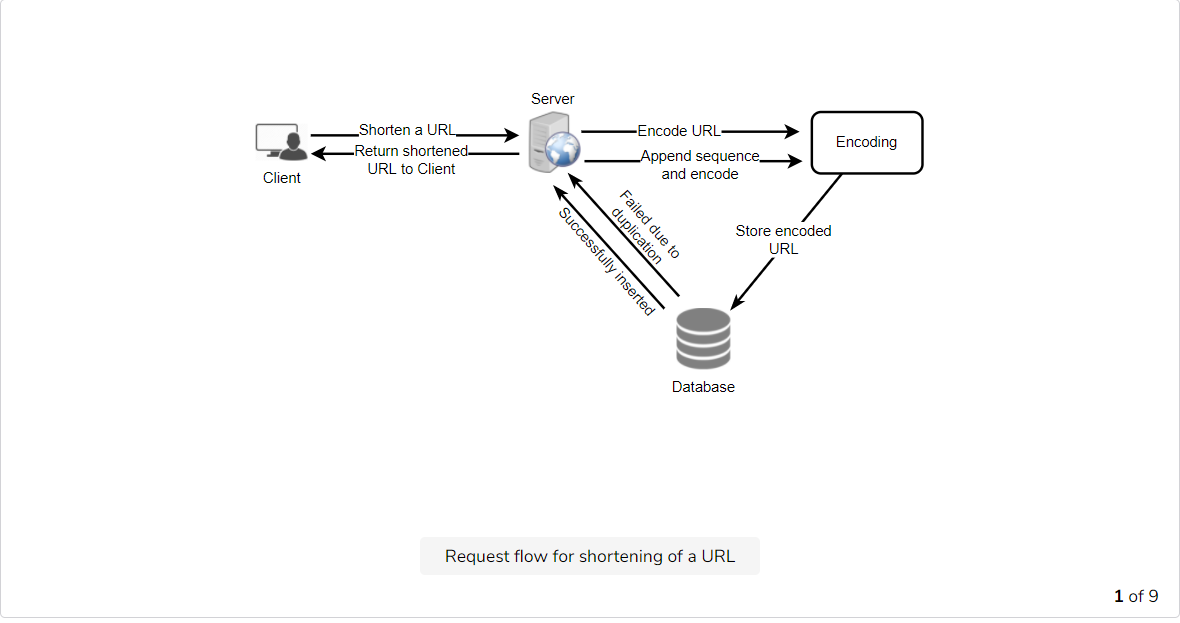 Server
Shorten a URL
Return shortened
URL to Client
Client
Encode URL
Append sequence
and encode
Encoding
Failed due to
duplication
Successfully inserted
Store encoded
URL
Database
Request flow for shortening of a URL
1 of 9